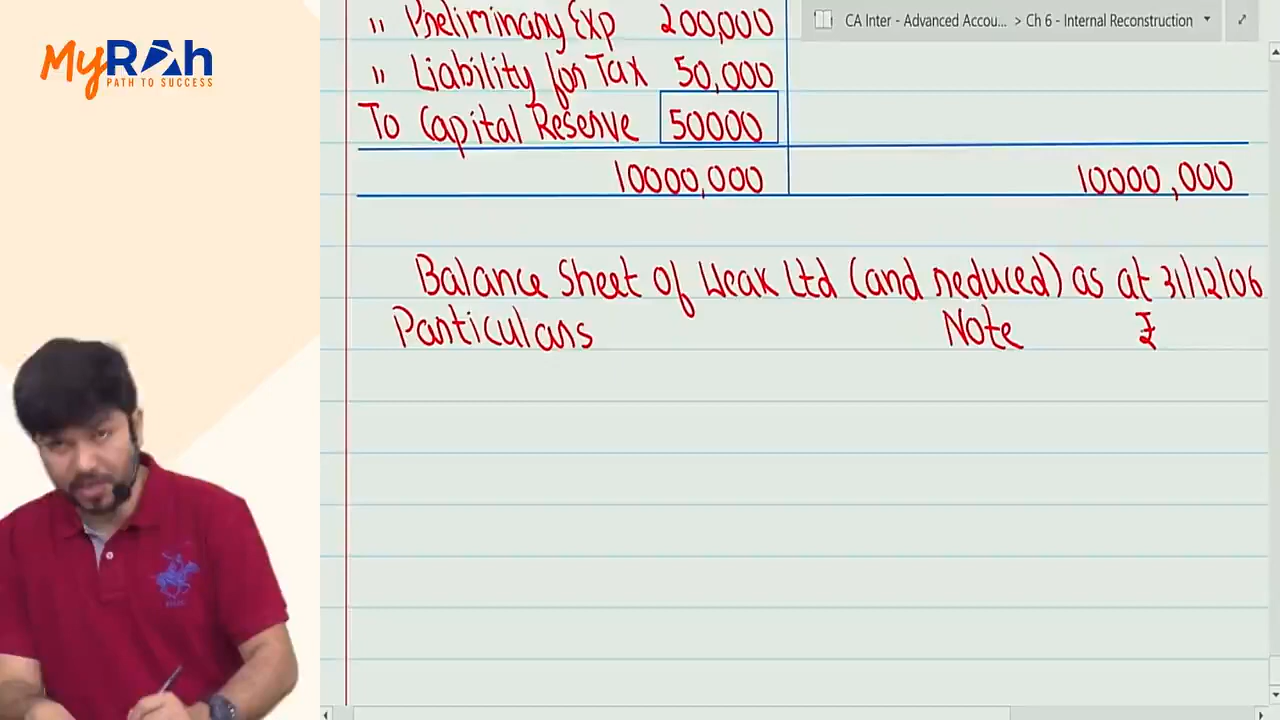 MyRAh
PATH TO SUCCESS
CA Inter - Advanced Accou... > Ch 6 - Internal Reconstruction
" Preliminary Exp 200,000
" Liability for Tax 50,000
To Capital Reserve 50000
10000,000 10000,000
Balance Sheet of Weak Ltd (and reduced) as at 31/12/06
Particulars Note ₹